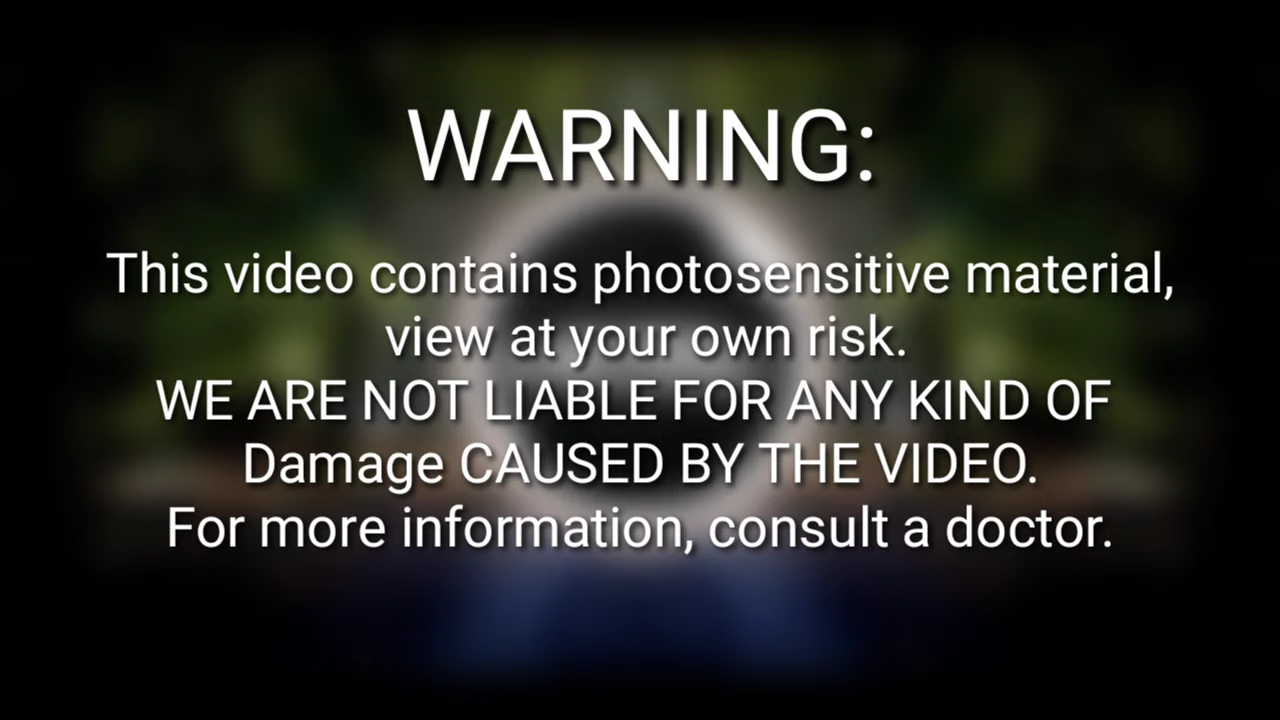 WARNING:
This video contains photosensitive material,
view at your own risk.
WE ARE NOT LIABLE FOR ANY KIND OF
Damage CAUSED BY THE VIDEO.
For more information, consult a doctor.